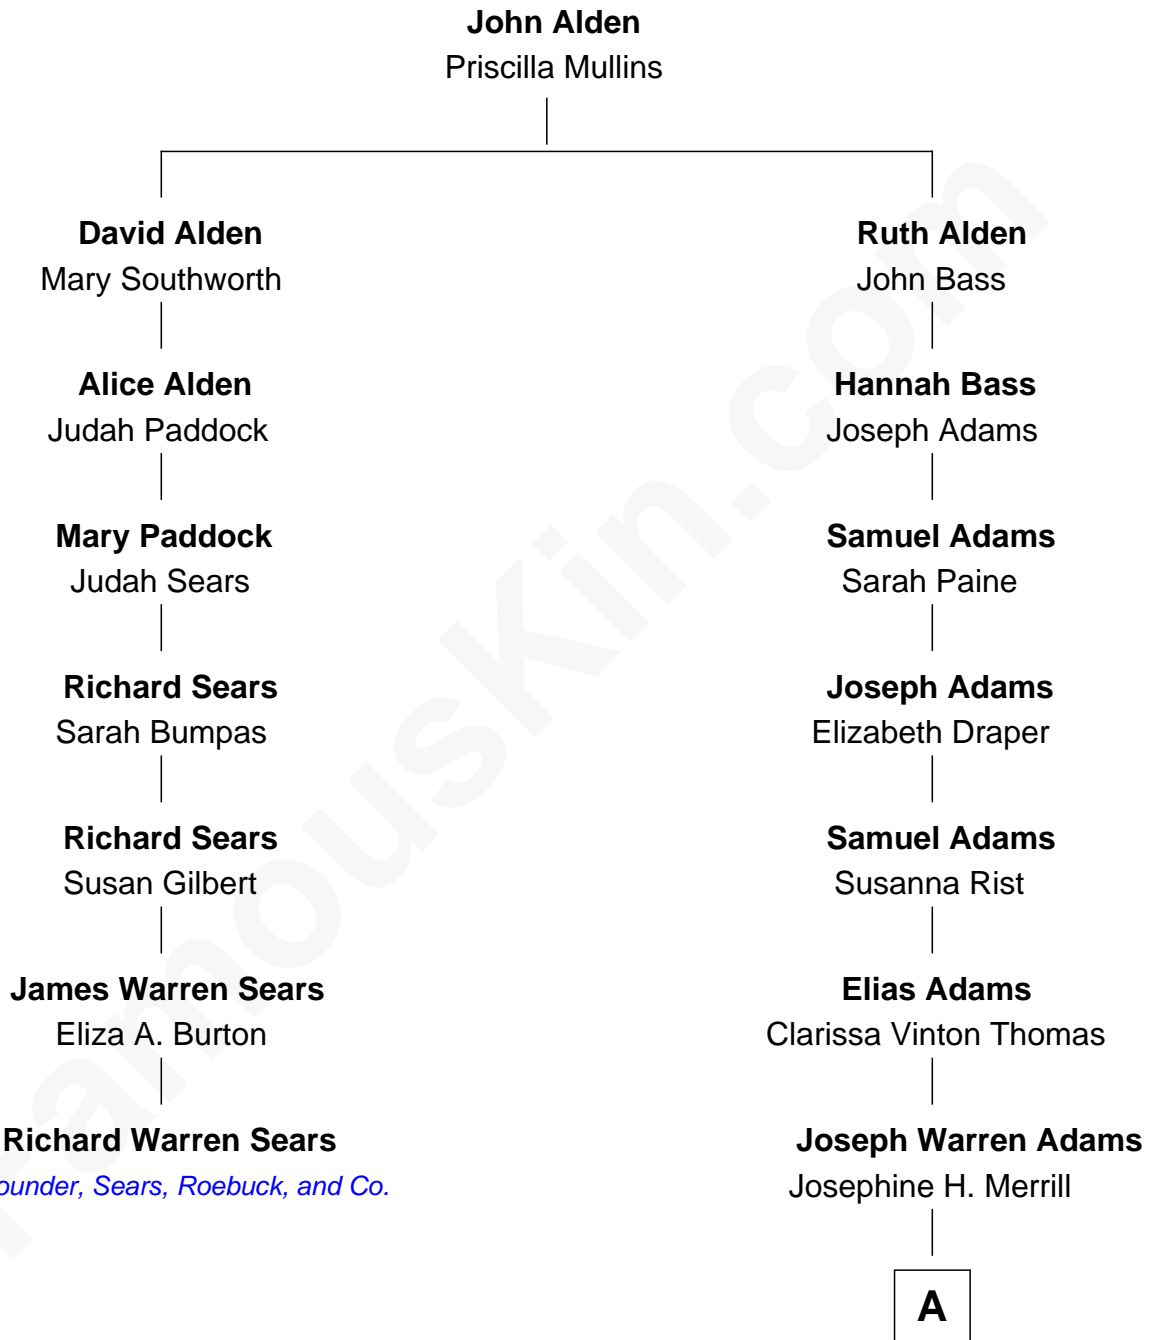 John Alden
Priscilla Mullins
David Alden
Mary Southworth
Ruth Alden
John Bass
Alice Alden
Judah Paddock
Hannah Bass
Joseph Adams
Mary Paddock
Judah Sears
Samuel Adams
Sarah Paine
Richard Sears
Sarah Bumpas
Joseph Adams
Elizabeth Draper
Richard Sears
Susan Gilbert
Samuel Adams
Susanna Rist
James Warren Sears
Eliza A. Burton
Elias Adams
Clarissa Vinton Thomas
Richard Warren Sears
ounder, Sears, Roebuck, and Co.
Joseph Warren Adams
Josephine H. Merrill
A
FamousKin.com